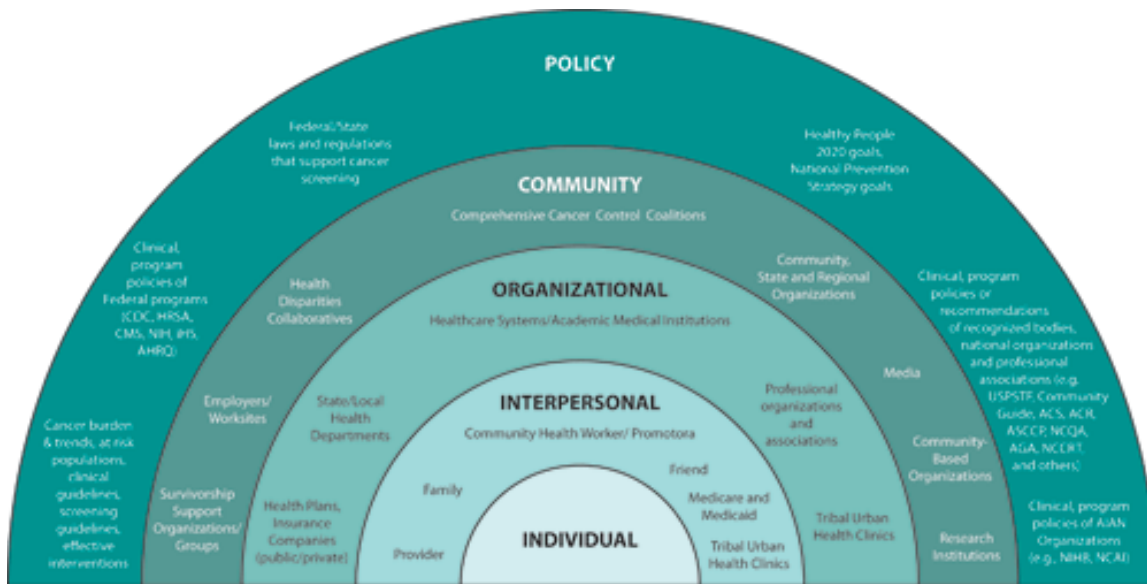 POLICY
Federal/State
laws and regulations
that support cancer
screening
Healthy People
2020 goals,
National Prevention
Strategy goals
Clinical,
program
policies of
Federal programs
(CDC, HRSA,
CMS, NIH, IHS,
AHRQ)
Clinical, program
policies or
recommendations
of recognized bodies,
national organizations
and professional
associations (e.g.
USPSTF, Community
Guide, ACS, ACR,
ASCCP, NCQA,
AGA, NCCRT,
and others)
Cancer burden
& trends, at risk
populations,
clinical
guidelines,
screening
guidelines,
effective
interventions
Clinical, program
policies of AIAN
Organizations
(e.g., NIHB, NCAI)
COMMUNITY
Comprehensive Cancer Control Coalitions
Health
Disparities
Collaboratives
Community,
State and Regional
Organizations
Employers/
Worksites
Media
Survivorship
Support
Organizations/
Groups
Community-
Based
Organizations
Research
Institutions
ORGANIZATIONAL
Healthcare Systems/Academic Medical Institutions
State/Local
Health
Departments
Professional
organizations
and
associations
Health Plans,
Insurance
Companies
(public/private)
Tribal Urban
Health Clinics
INTERPERSONAL
Community Health Worker/ Promotora
Family
Friend
Provider
Medicare and
Medicaid
Tribal Urban
Health Clinics
INDIVIDUAL